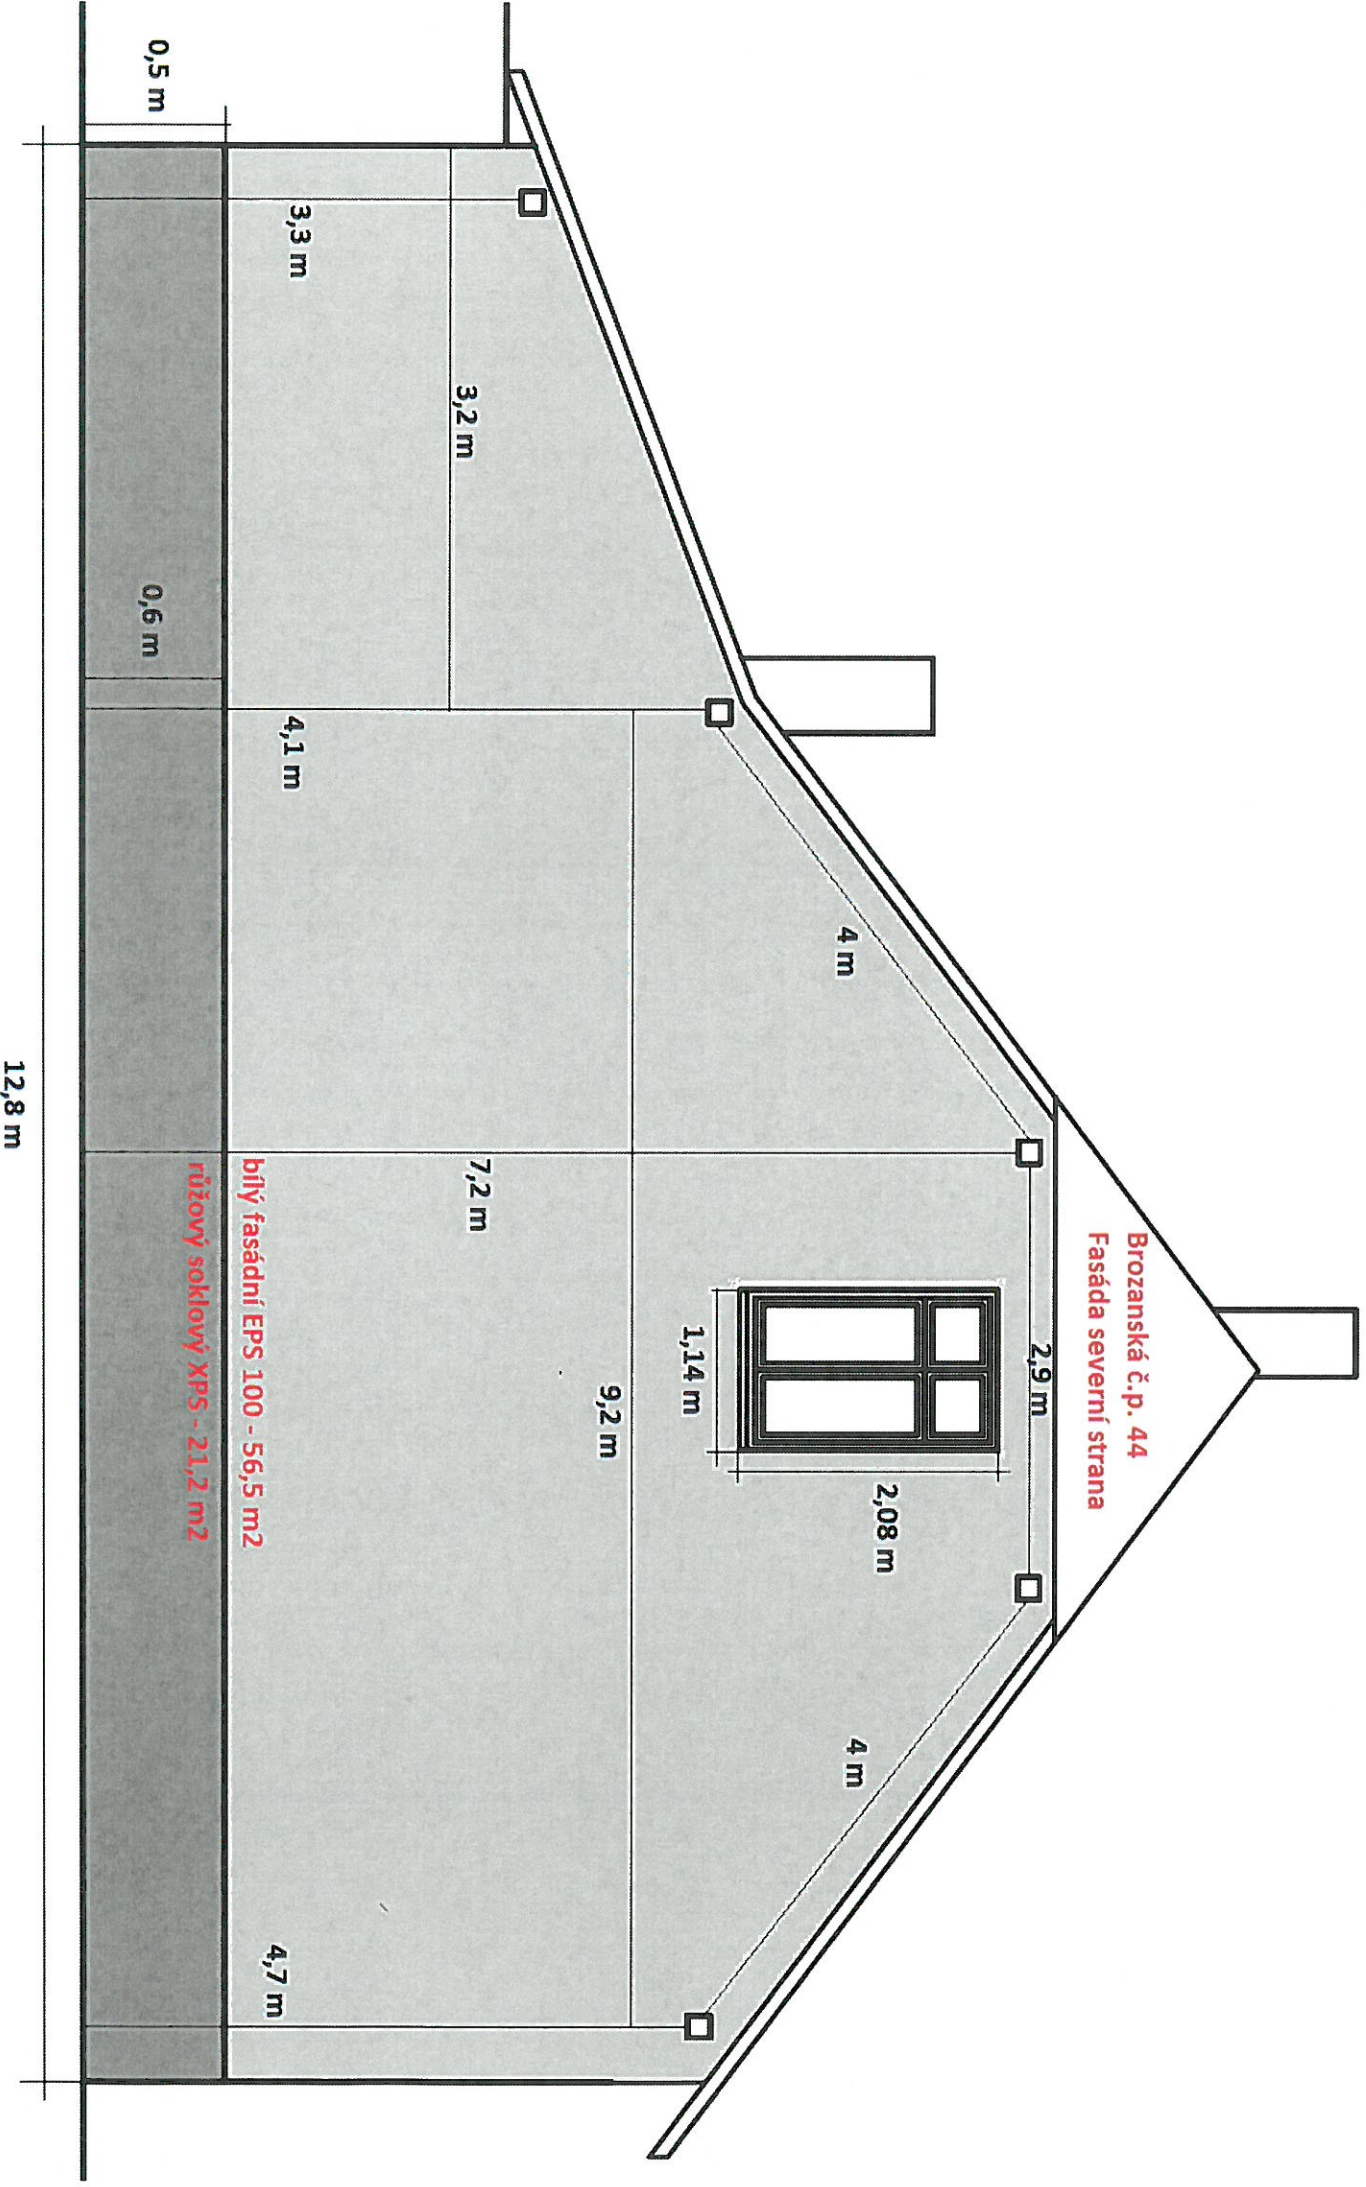 Brozanská č.p. 44
Fasáda severní strana
2,9 m
4 m
4 m
2,08 m
1,14 m
9,2 m
3,2 m
7,2 m
3,3 m
4,1 m
4,7 m
bílý fasádní EPS 100 - 56,5 m2
růžový soklový XPS - 21,2 m2
0,5 m
0,6 m
12,8 m